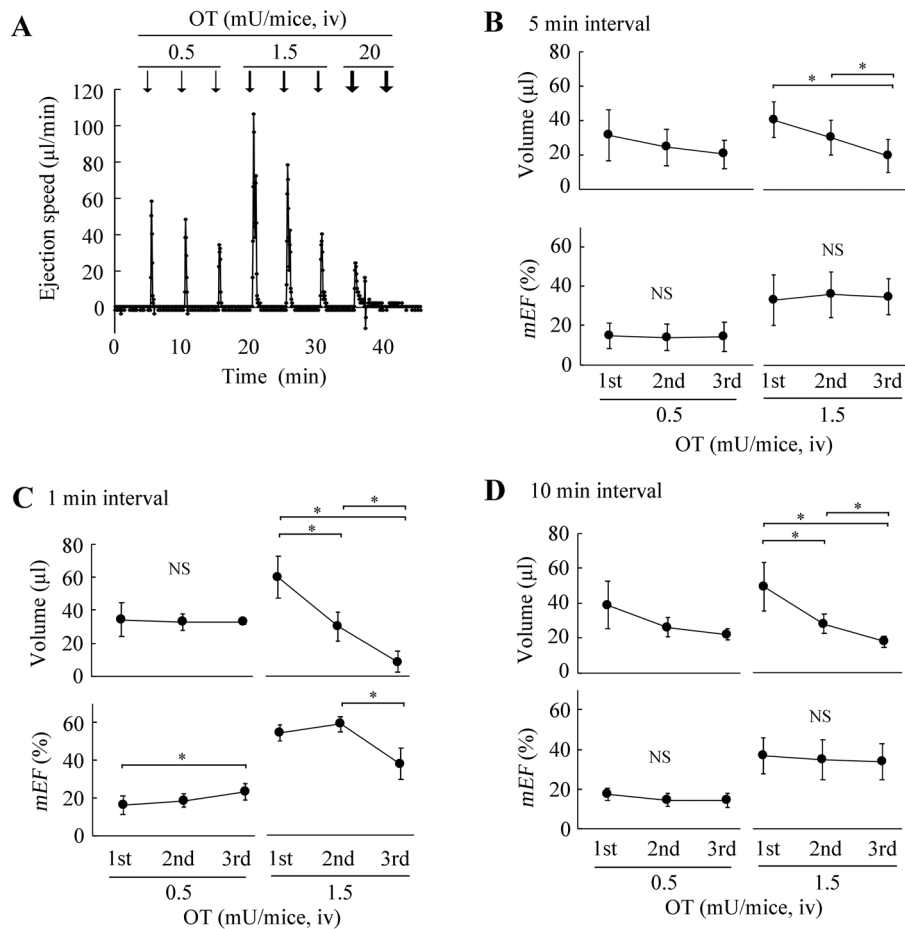 A
OT (mU/mice, iv)
0.5 1.5 20
120
100
80
60
40
20
0
Ejection speed (µl/min)
0 10 20 30 40
Time (min)
B 5 min interval
80
60
40
20
0
Volume (µl)
* *
60
40
20
0
mEF (%)
NS NS
1st 2nd 3rd 1st 2nd 3rd
0.5 1.5
OT (mU/mice, iv)
C 1 min interval
80
60
40
20
0
Volume (µl)
NS
* * *
60
40
20
0
mEF (%)
* *
1st 2nd 3rd 1st 2nd 3rd
0.5 1.5
OT (mU/mice, iv)
D 10 min interval
80
60
40
20
0
Volume (µl)
* * *
60
40
20
0
mEF (%)
NS NS
1st 2nd 3rd 1st 2nd 3rd
0.5 1.5
OT (mU/mice, iv)